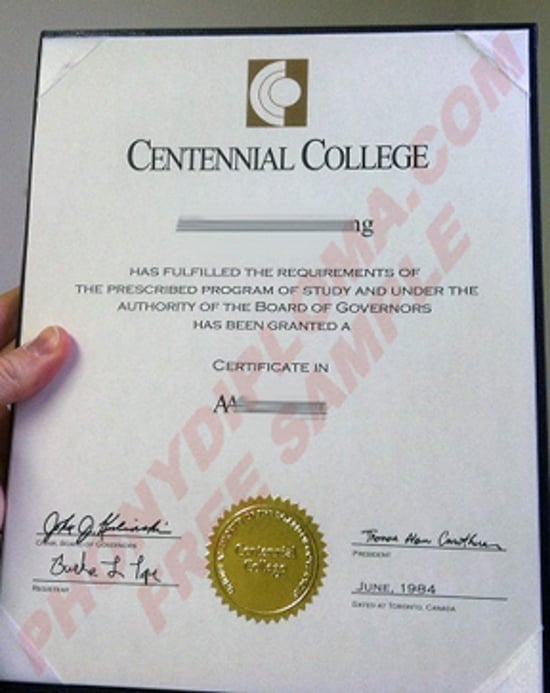 CENTENNIAL COLLEGE
ng
HAS FULFILLED THE REQUIREMENTS OF
THE PRESCRIBED PROGRAM OF STUDY AND UNDER THE
AUTHORITY OF THE BOARD OF GOVERNORS
HAS BEEN GRANTED A
CERTIFICATE IN
AA
CHAIR, BOARD OF GOVERNORS
PRESIDENT
REGISTRAR
Centennial
College
JUNE, 1984
DATED AT TORONTO, CANADA
PHONYDIPLOMA.COM
FREE SAMPLE